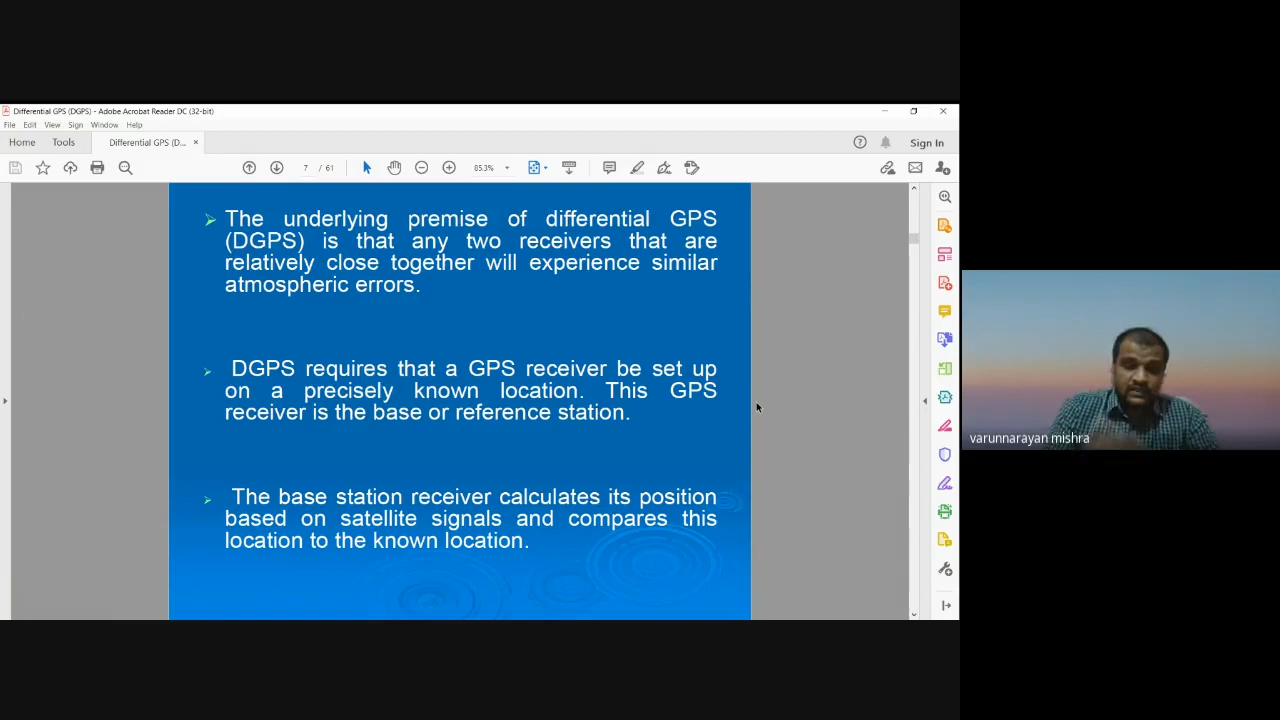 Differential GPS (DGPS) - Adobe Acrobat Reader DC (32-bit)
File Edit View Sign Window Help
Home Tools Differential GPS (D... × Sign In
7 / 61 85.3%
The underlying premise of differential GPS
(DGPS) is that any two receivers that are
relatively close together will experience similar
atmospheric errors.
DGPS requires that a GPS receiver be set up
on a precisely known location. This GPS
receiver is the base or reference station.
The base station receiver calculates its position
based on satellite signals and compares this
location to the known location.
varunnarayan mishra